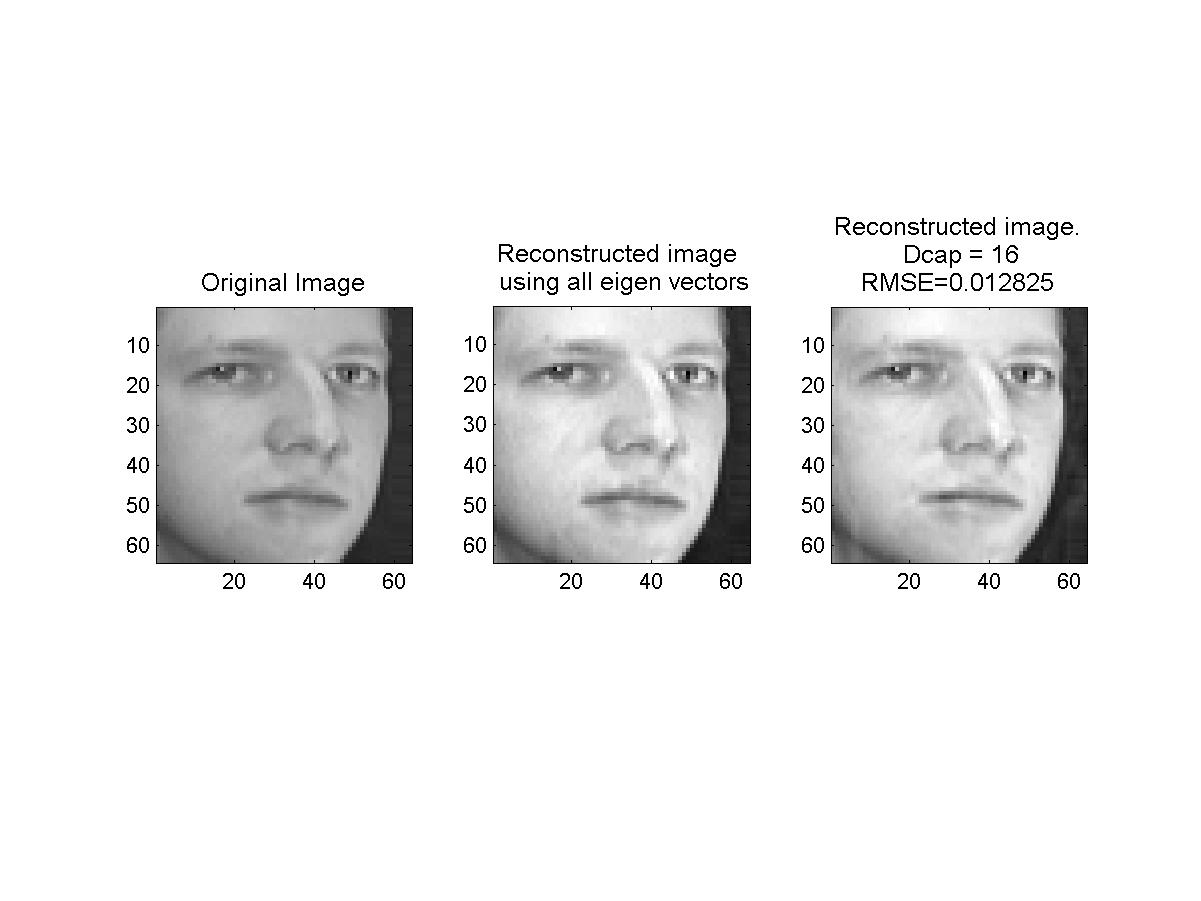 Original Image
10
20
30
40
50
60
20 40 60
Reconstructed image
using all eigen vectors
10
20
30
40
50
60
20 40 60
Reconstructed image.
Dcap = 16
RMSE=0.012825
10
20
30
40
50
60
20 40 60